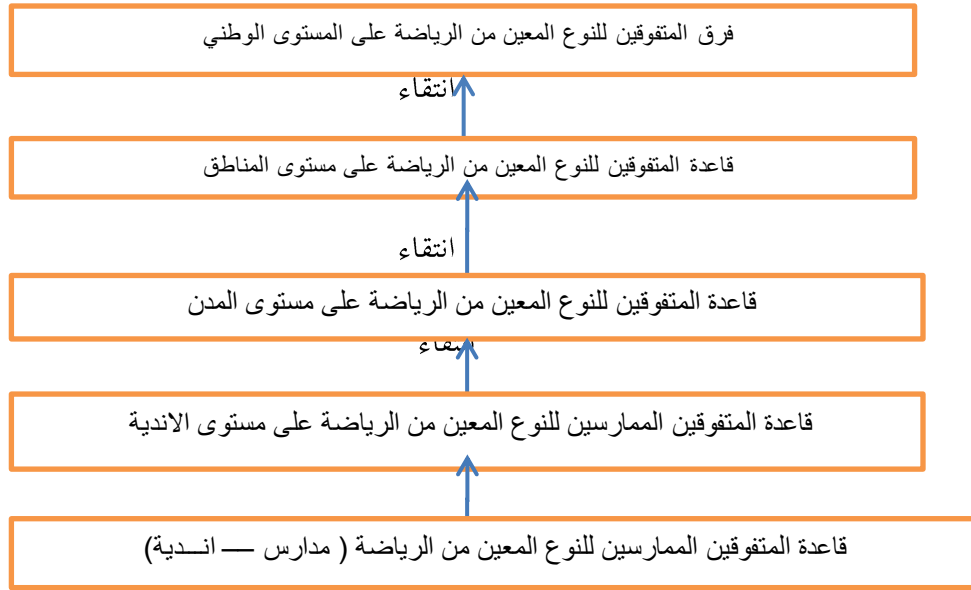 فرق المتفوقين للنوع المعين من الرياضة على المستوى الوطني
انتقاء
قاعدة المتفوقين للنوع المعين من الرياضة على مستوى المناطق
انتقاء
قاعدة المتفوقين للنوع المعين من الرياضة على مستوى المدن
قاعدة المتفوقين الممارسين للنوع المعين من الرياضة على مستوى الاندية
قاعدة المتفوقين الممارسين للنوع المعين من الرياضة ( مدارس — انـــدية)